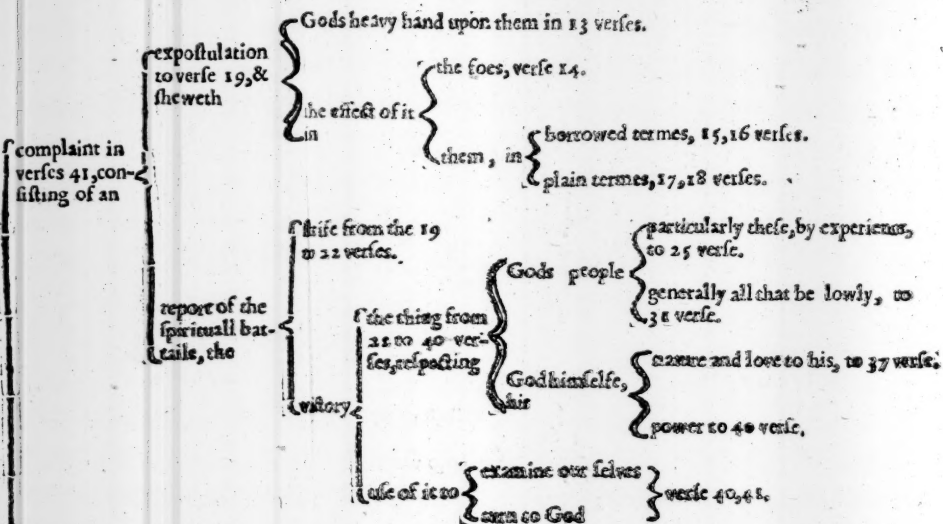 Gods heavy hand upon them in 13 verſes.
expoſtulation
to verſe 19, &
ſheweth
the foes, verſe 14.
the effect of it
in
them, in
borrowed termes, 15,16 verſes.
plain termes, 17,18 verſes.
complaint in
verſes 41, con-
ſiſting of an
ſtrife from the 19
to 22 verſes.
particularly theſe, by experience,
to 25 verſe.
Gods people
generally all that be lowly, to
31 verſe.
report of the
ſpirituall bat-
taile, the
the thing from
22 to 40 ver-
ſes, reſpecting
nature and love to his, to 37 verſe.
God himſelfe,
his
victory
power to 40 verſe.
examine our ſelves
uſe of it to
verſe 40,41.
turn to God